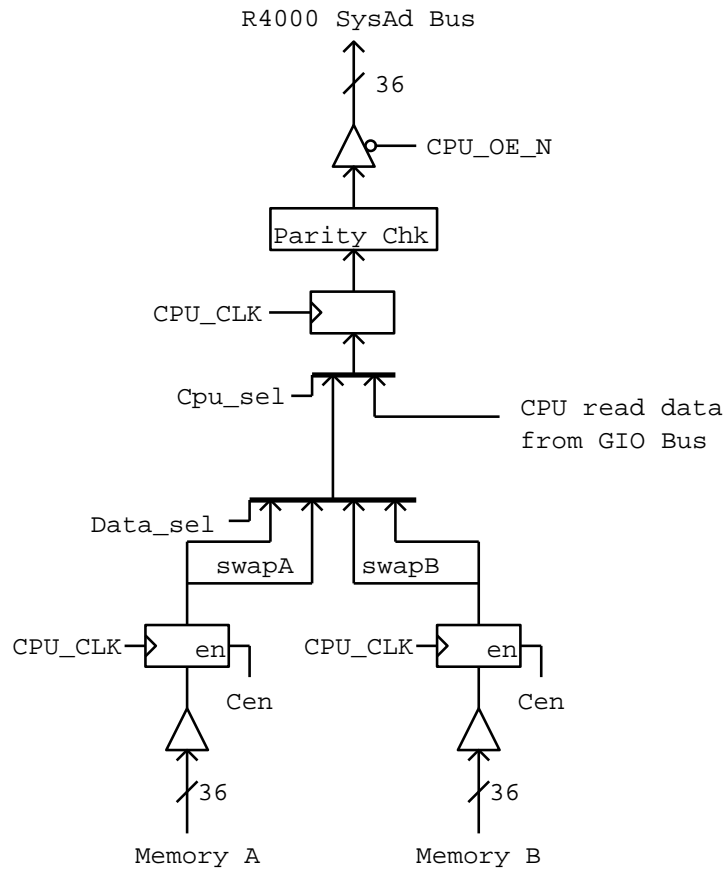 R4000 SysAd Bus
36
CPU_OE_N
Parity Chk
CPU_CLK
Cpu_sel
CPU read data
from GIO Bus
Data_sel
swapA
swapB
CPU_CLK
en
CPU_CLK
en
Cen
Cen
36
36
Memory A
Memory B